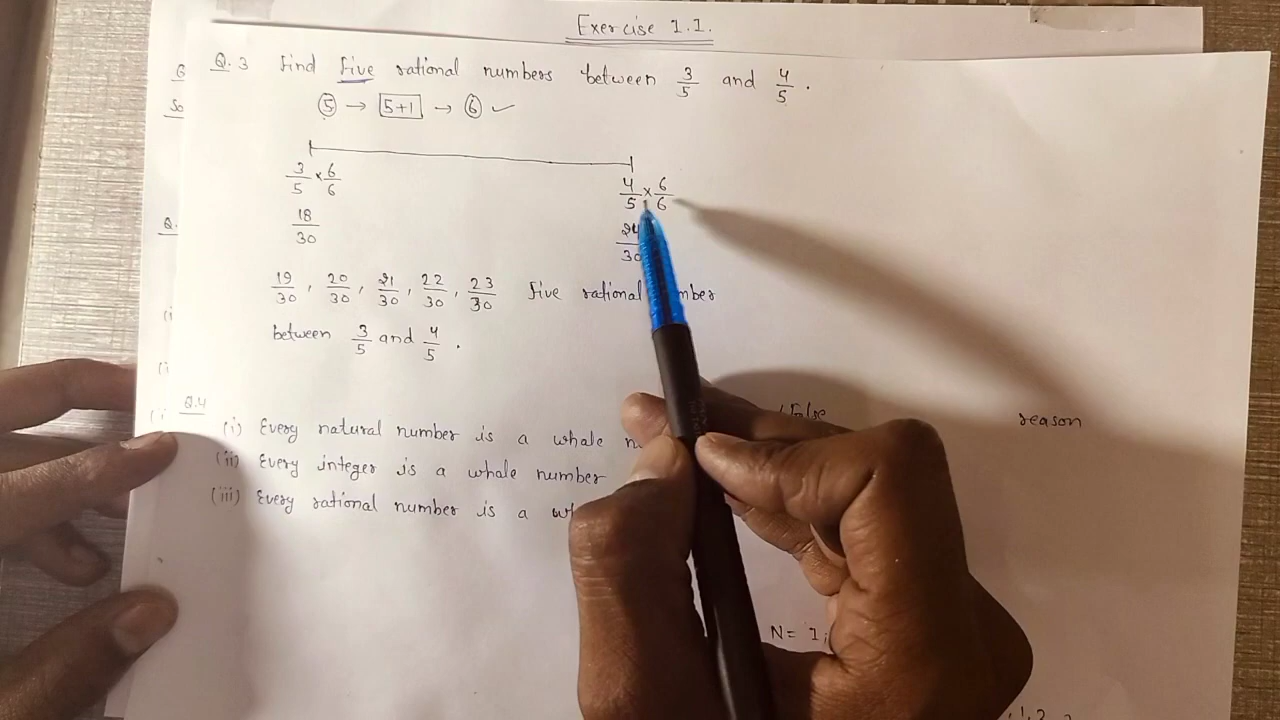 Exercise 1.1.
Q.3 Find Five rational numbers between 3/5 and 4/5 .
5 → 5+1 → 6 ✓
3/5 × 6/6 4/5 × 6/6
18/30 24/30
19/30 , 20/30 , 21/30 , 22/30 , 23/30 Five rational
between 3/5 and 4/5 .
Q.4 False reason
(i) Every natural number is a whole
(ii) Every integer is a whole number
(iii) Every rational number is a
N= 1,